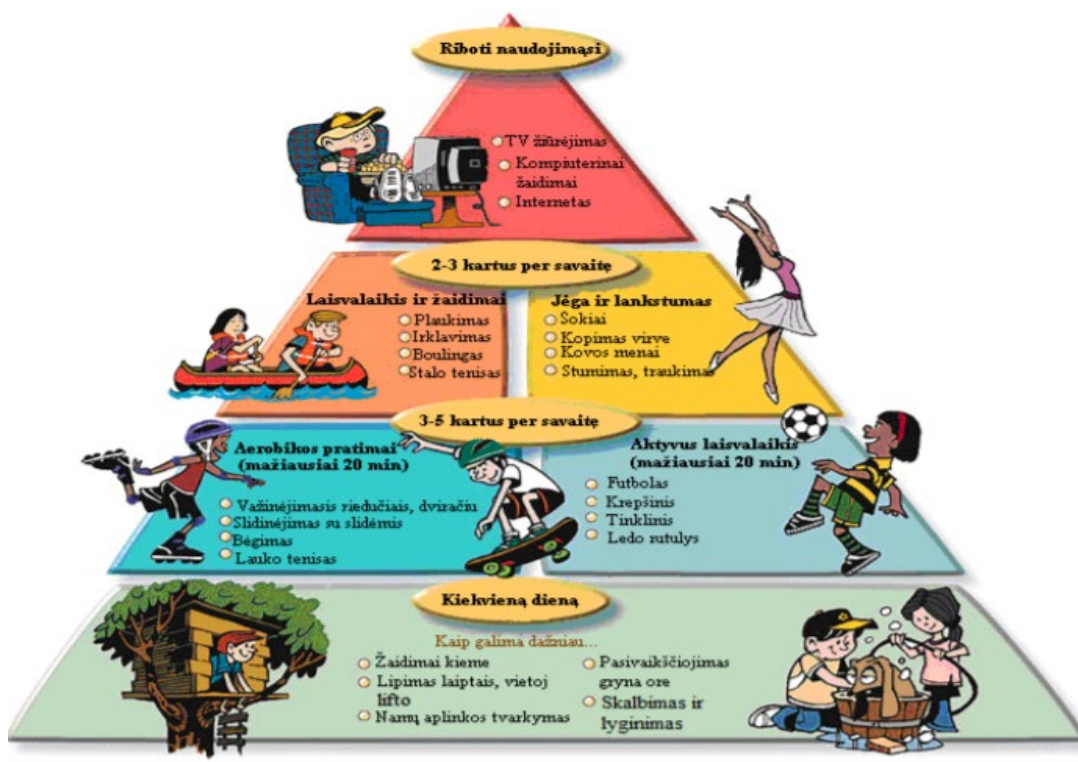 Riboti naudojimąsi
TV žiūrėjimas
Kompiuterinai
žaidimai
Internetas
2-3 kartus per savaitę
Laisvalaikis ir žaidimai
Plaukimas
Irklavimas
Boulingas
Stalo tenisas
Jėga ir lankstumas
Sokiai
Kopimas virve
Kovos menai
Stumimas, traukimas
3-5 kartus per savaitę
Aerobikos pratimai
(mažiausiai 20 min.)
Važinėjimasis riedučiais, dviračiu
Slidinėjimas su slidėmis
Bėgimas
Lauko tenisas
Aktyvus laisvalaikis
(mažiausiai 20 min.)
Futbolas
Krepšinis
Tinklinis
Ledo rutulys
Kiekvieną dieną
Kaip galima dažniau...
Žaidimai kieme
Lipimas laiptais, vietoj
lifto
Namų aplinkos tvarkymas
Pasivaikščiojimas
gryna ore
Skalbimas ir
lyginimas